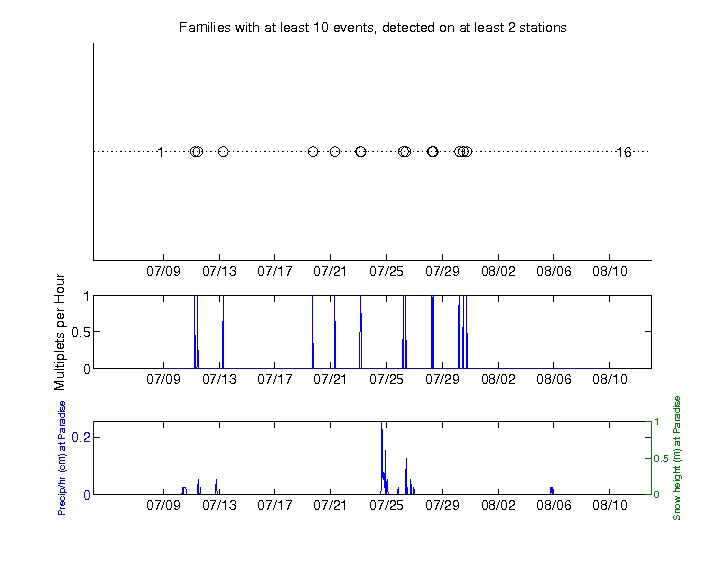 Families with at least 10 events, detected on at least 2 stations
1 16
07/09 07/13 07/17 07/21 07/25 07/29 08/02 08/06 08/10
Multiplets per Hour
1
0.5
0
07/09 07/13 07/17 07/21 07/25 07/29 08/02 08/06 08/10
Precip/hr (cm) at Paradise
0.2
0
1
0.5
0
Snow height (m) at Paradise
07/09 07/13 07/17 07/21 07/25 07/29 08/02 08/06 08/10